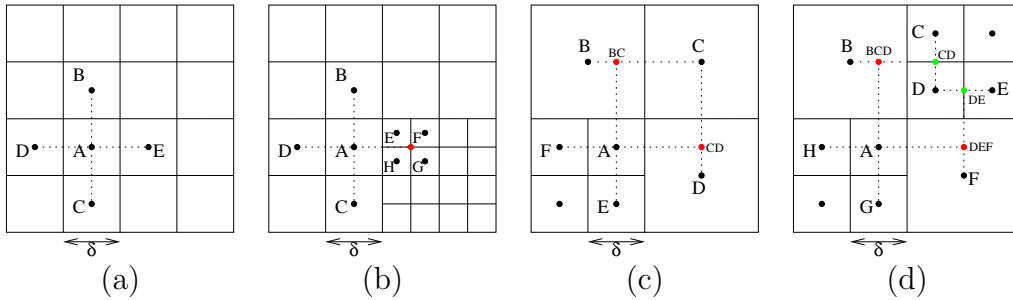 B
D A E
C
δ
(a)
B
D A E F
H G
C
δ
(b)
B BC C
F A CD
D
E
δ
(c)
C
B BCD CD
D E
DE
H A DEF
F
G
δ
(d)